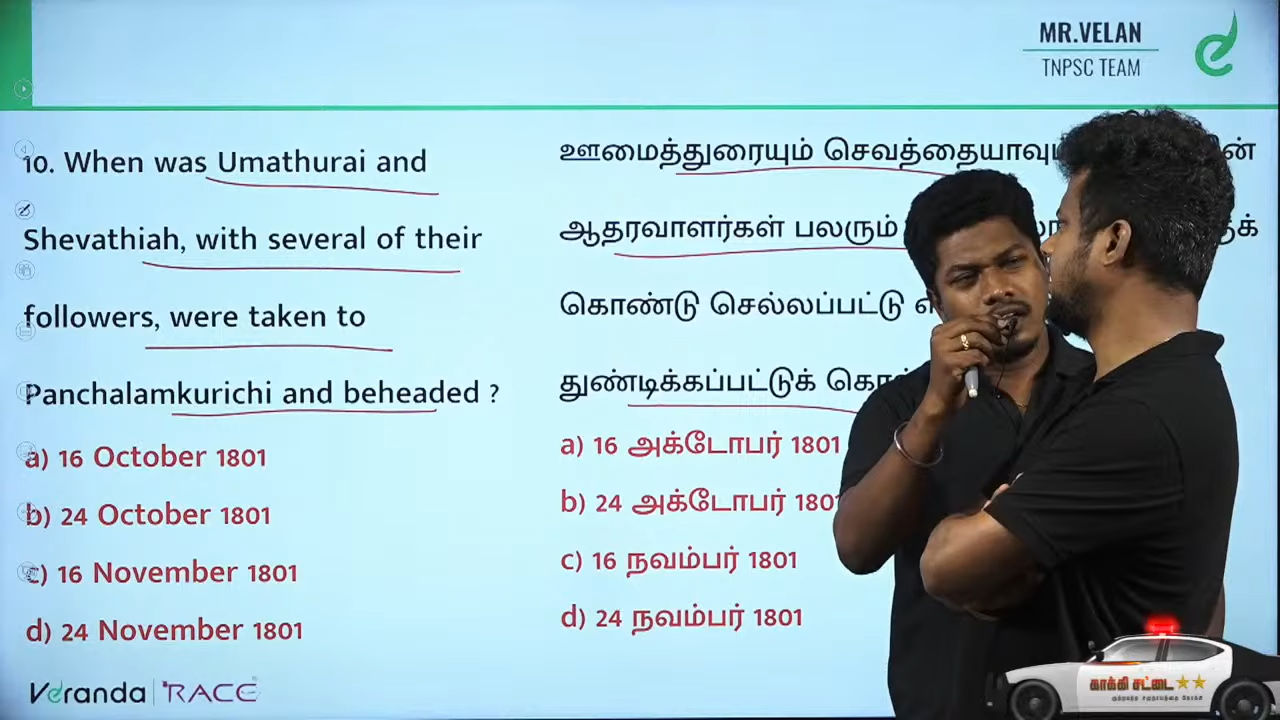 MR.VELAN
TNPSC TEAM
10. When was Umathurai and
Shevathiah, with several of their
followers, were taken to
Panchalamkurichi and beheaded ?
a) 16 October 1801
b) 24 October 1801
c) 16 November 1801
d) 24 November 1801
ஊமைத்துரையும்
ஆதரவாளர்கள் பலரும்
கொண்டு செல்லப்பட்டு
துண்டிக்கப்பட்டுக்
a) 16 அக்டோபர் 1801
b) 24 அக்டோபர் 1801
c) 16 நவம்பர் 1801
d) 24 நவம்பர் 1801
Veranda RACE
காக்கி சட்டை